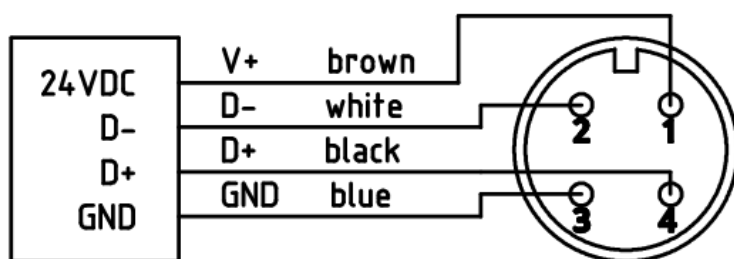 V+ brown
24VDC
D- white
2 1
D-
D+ black
D+
GND blue
3 4
GND